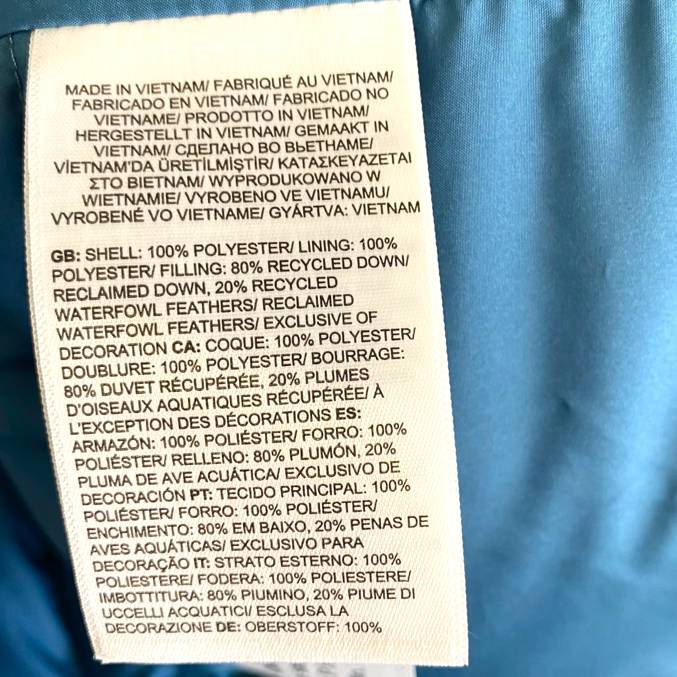 MADE IN VIETNAM/ FABRIQUÉ AU VIETNAM/
FABRICADO EN VIETNAM/ FABRICADO NO
VIETNAME/ PRODOTTO IN VIETNAM/
HERGESTELLT IN VIETNAM/ GEMAAKT IN
VIETNAM/ СДЕЛАНО ВО ВЬЕТНАМЕ/
VİETNAM'DA ÜRETİLMİŞTİR/ ΚΑΤΑΣΚΕΥΑΖΕΤΑΙ
ΣΤΟ ΒΙΕΤΝΑΜ/ WYPRODUKOWANO W
WIETNAMIE/ VYROBENO VE VIETNAMU/
VYROBENÉ VO VIETNAME/ GYÁRTVA: VIETNAM
GB: SHELL: 100% POLYESTER/ LINING: 100%
POLYESTER/ FILLING: 80% RECYCLED DOWN/
RECLAIMED DOWN, 20% RECYCLED
WATERFOWL FEATHERS/ RECLAIMED
WATERFOWL FEATHERS/ EXCLUSIVE OF
DECORATION CA: COQUE: 100% POLYESTER/
DOUBLURE: 100% POLYESTER/ BOURRAGE:
80% DUVET RÉCUPÉRÉE, 20% PLUMES
D'OISEAUX AQUATIQUES RÉCUPÉRÉE/ À
L'EXCEPTION DES DÉCORATIONS ES:
ARMAZÓN: 100% POLIÉSTER/ FORRO: 100%
POLIÉSTER/ RELLENO: 80% PLUMÓN, 20%
PLUMA DE AVE ACUÁTICA/ EXCLUSIVO DE
DECORACIÓN PT: TECIDO PRINCIPAL: 100%
POLIÉSTER/ FORRO: 100% POLIÉSTER/
ENCHIMENTO: 80% EM BAIXO, 20% PENAS DE
AVES AQUÁTICAS/ EXCLUSIVO PARA
DECORAÇÃO IT: STRATO ESTERNO: 100%
POLIESTERE/ FODERA: 100% POLIESTERE/
IMBOTTITURA: 80% PIUMINO, 20% PIUME DI
UCCELLI ACQUATICI/ ESCLUSA LA
DECORAZIONE DE: OBERSTOFF: 100%